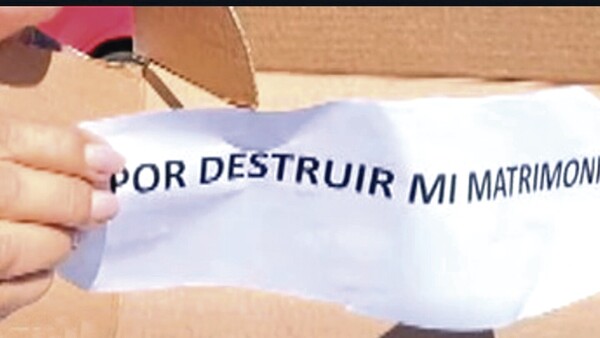 POR DESTRUIR MI MATRIMONI